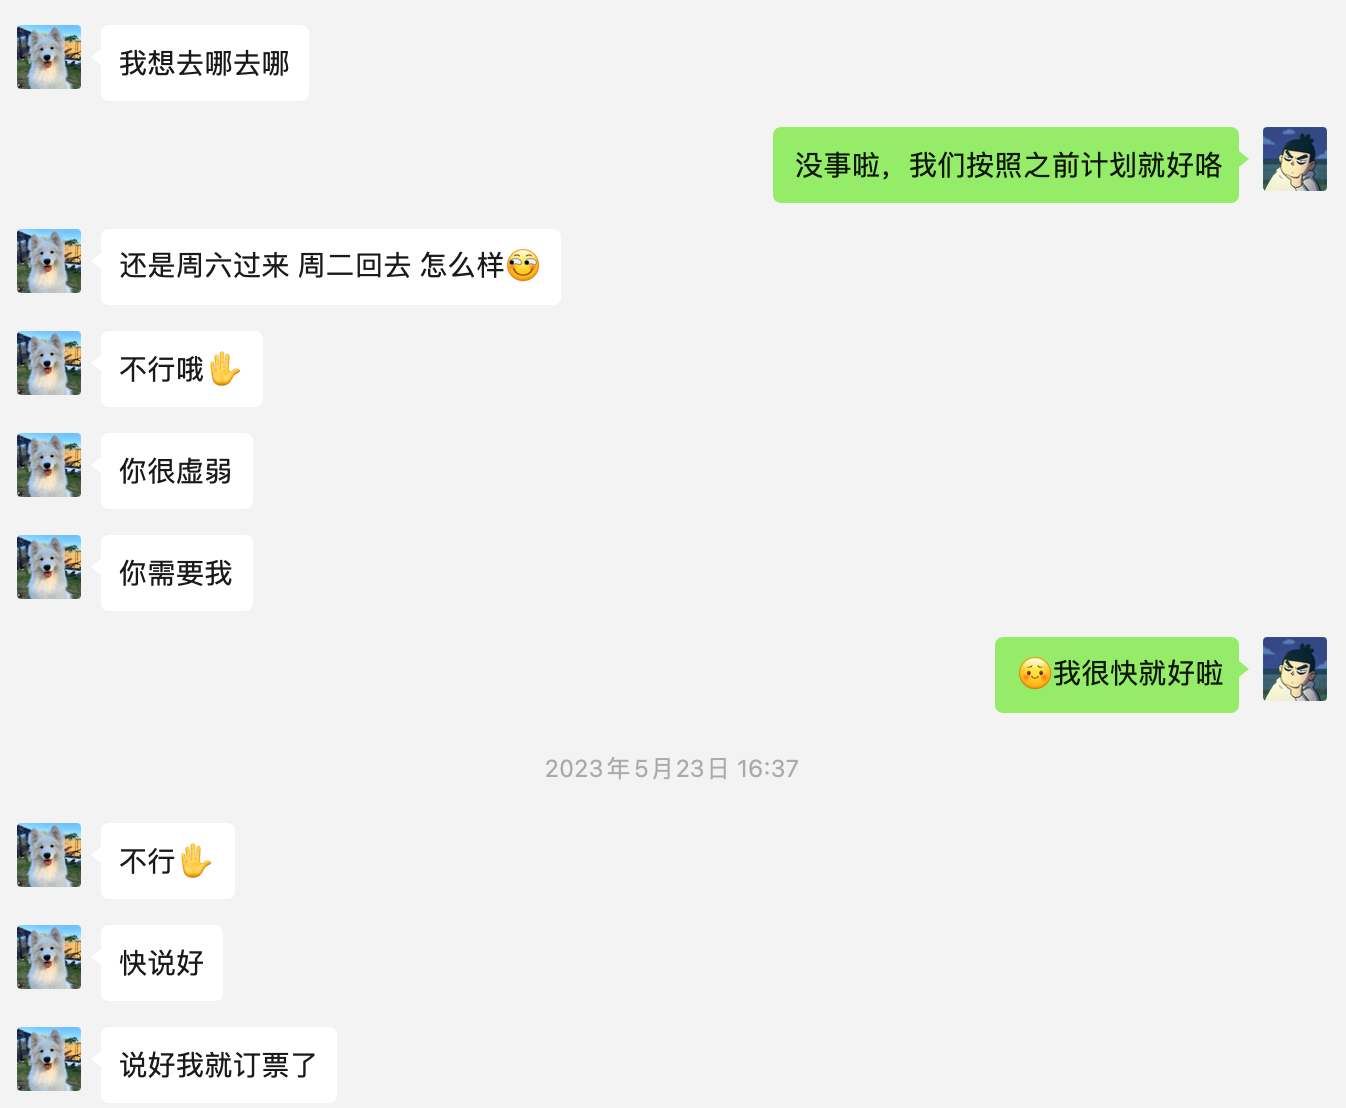 我想去哪去哪
没事啦，我们按照之前计划就好咯
还是周六过来 周二回去 怎么样
不行哦🖐
你很虚弱
你需要我
☺️我很快就好啦
2023年5月23日 16:37
不行🖐
快说好
说好我就订票了